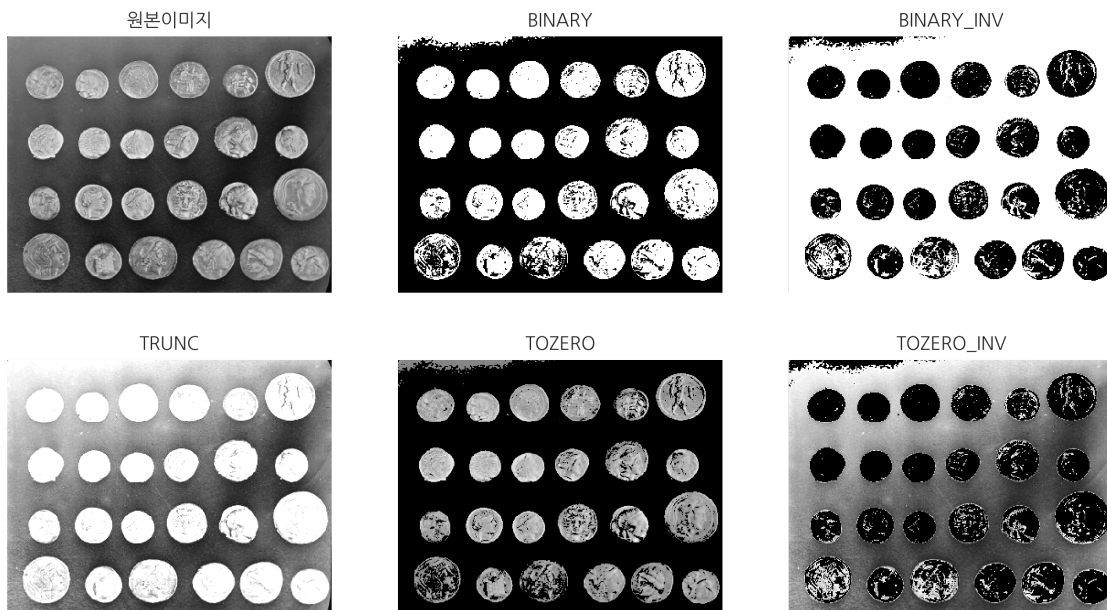 원본이미지
BINARY
BINARY_INV
TRUNC
TOZERO
TOZERO_INV